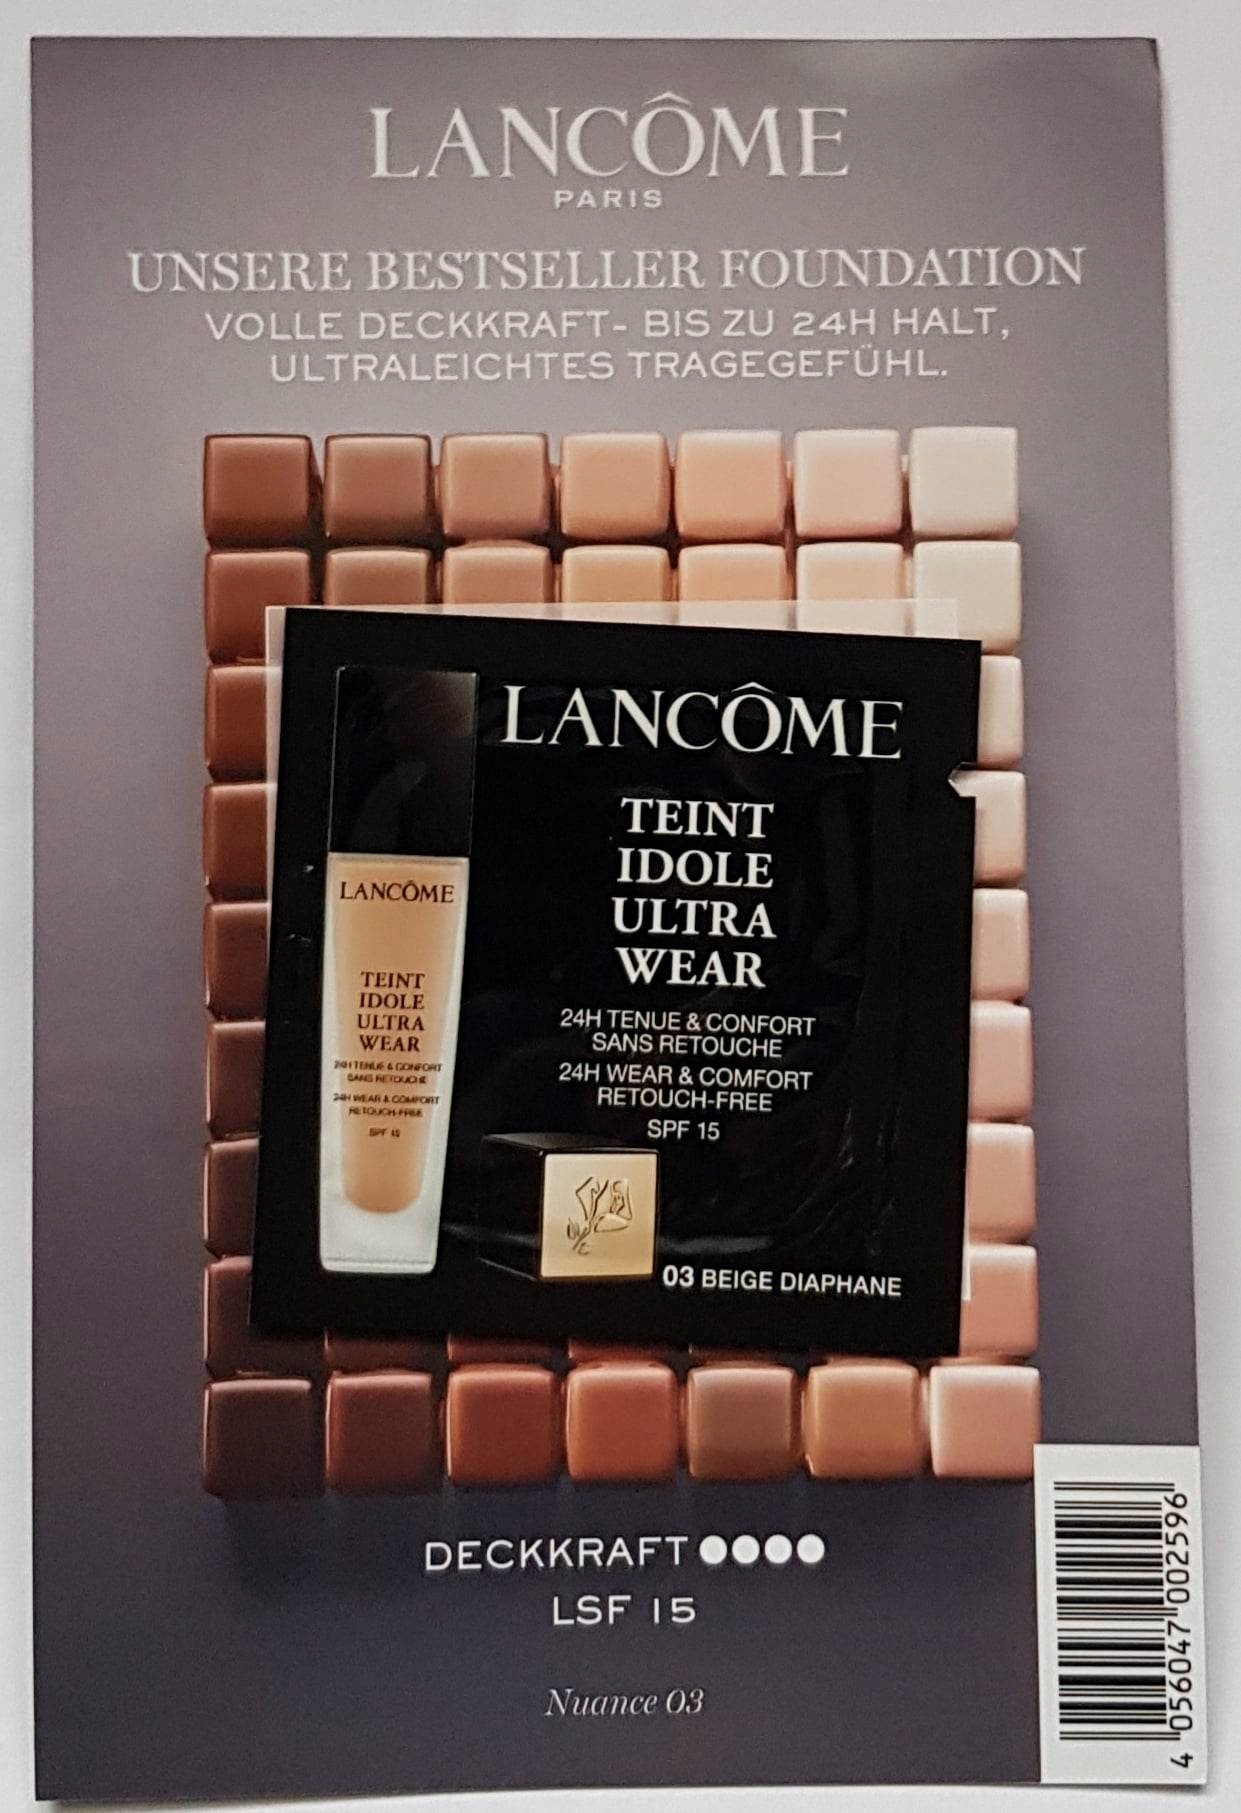 LANCÔME
PARIS
UNSERE BESTSELLER FOUNDATION
VOLLE DECKKRAFT- BIS ZU 24H HALT,
ULTRALEICHTES TRAGEGEFÜHL.
LANCÔME
TEINT
IDOLE
ULTRA
WEAR
24H TENUE & CONFORT
SANS RETOUCHE
24H WEAR & COMFORT
RETOUCH-FREE
SPF 15
03 BEIGE DIAPHANE
LANCÔME
TEINT
IDOLE
ULTRA
WEAR
24H TENUE & CONFORT
SANS RETOUCHE
24H WEAR & COMFORT
RETOUCH-FREE
SPF 15
DECKKRAFT
LSF 15
Nuance 03
4 056047 002596